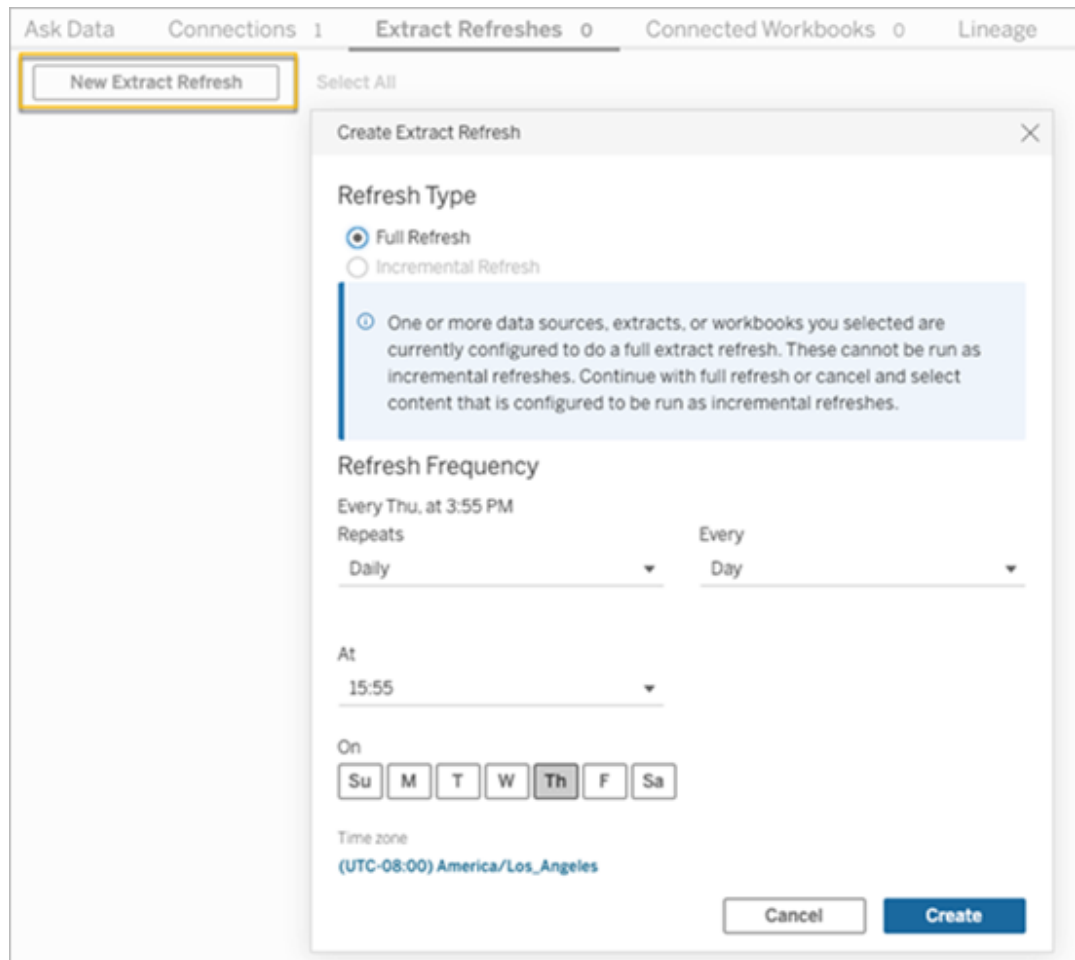 Ask Data Connections 1 Extract Refreshes 0 Connected Workbooks 0 Lineage
New Extract Refresh Select All
Create Extract Refresh
Refresh Type
Full Refresh
Incremental Refresh
One or more data sources, extracts, or workbooks you selected are
currently configured to do a full extract refresh. These cannot be run as
incremental refreshes. Continue with full refresh or cancel and select
content that is configured to be run as incremental refreshes.
Refresh Frequency
Every Thu, at 3:55 PM
Repeats Every
Daily Day
At
15:55
On
Su M T W Th F Sa
Time zone
(UTC-08:00) America/Los_Angeles
Cancel Create